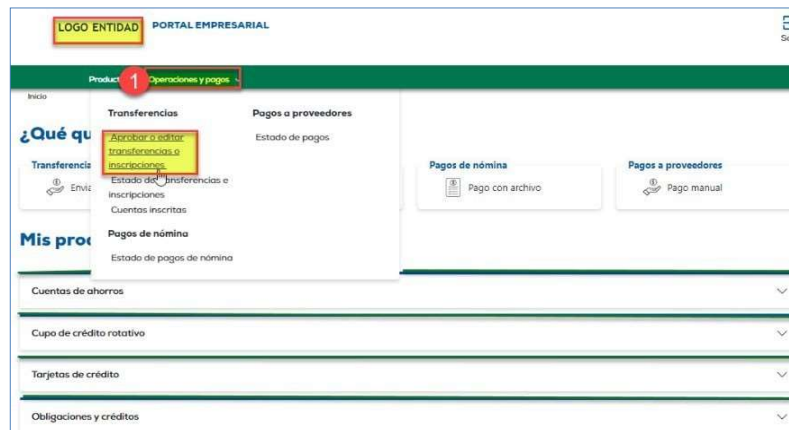 LOGO ENTIDAD PORTAL EMPRESARIAL
1 Operaciones y pagos
Inicio
Transferencias Pagos a proveedores
¿Qué qu
Aprobar o editar
transferencias o
inscripciones
Estado de pagos
Transferencia Pagos de nómina Pagos a proveedores
Envia Pago con archivo Pago manual
Estado de transferencias e
inscripciones
Cuentas inscritas
Mis prod
Pagos de nómina
Estado de pagos de nómina
Cuentas de ahorros
Cupo de crédito rotativo
Tarjetas de crédito
Obligaciones y créditos